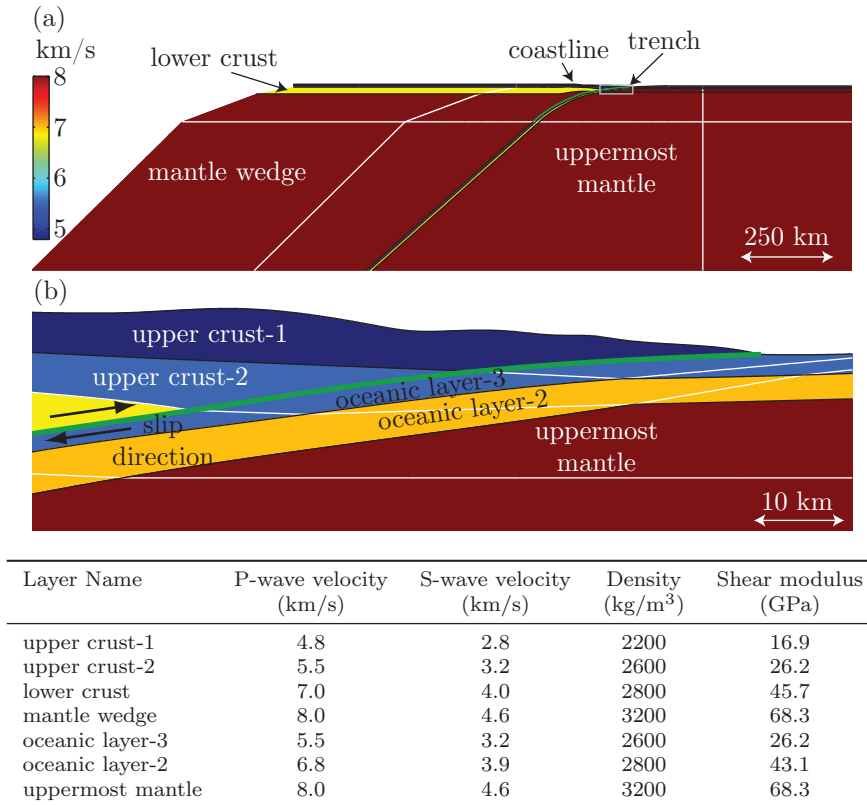 (a)
km/s
8
7
6
5
lower crust
coastline
trench
mantle wedge
uppermost
mantle
250 km
(b)
upper crust-1
upper crust-2
oceanic layer-3
oceanic layer-2
slip
direction
uppermost
mantle
10 km
Layer Name P-wave velocity S-wave velocity Density Shear modulus
(km/s) (km/s) (kg/m³) (GPa)
upper crust-1 4.8 2.8 2200 16.9
upper crust-2 5.5 3.2 2600 26.2
lower crust 7.0 4.0 2800 45.7
mantle wedge 8.0 4.6 3200 68.3
oceanic layer-3 5.5 3.2 2600 26.2
oceanic layer-2 6.8 3.9 2800 43.1
uppermost mantle 8.0 4.6 3200 68.3